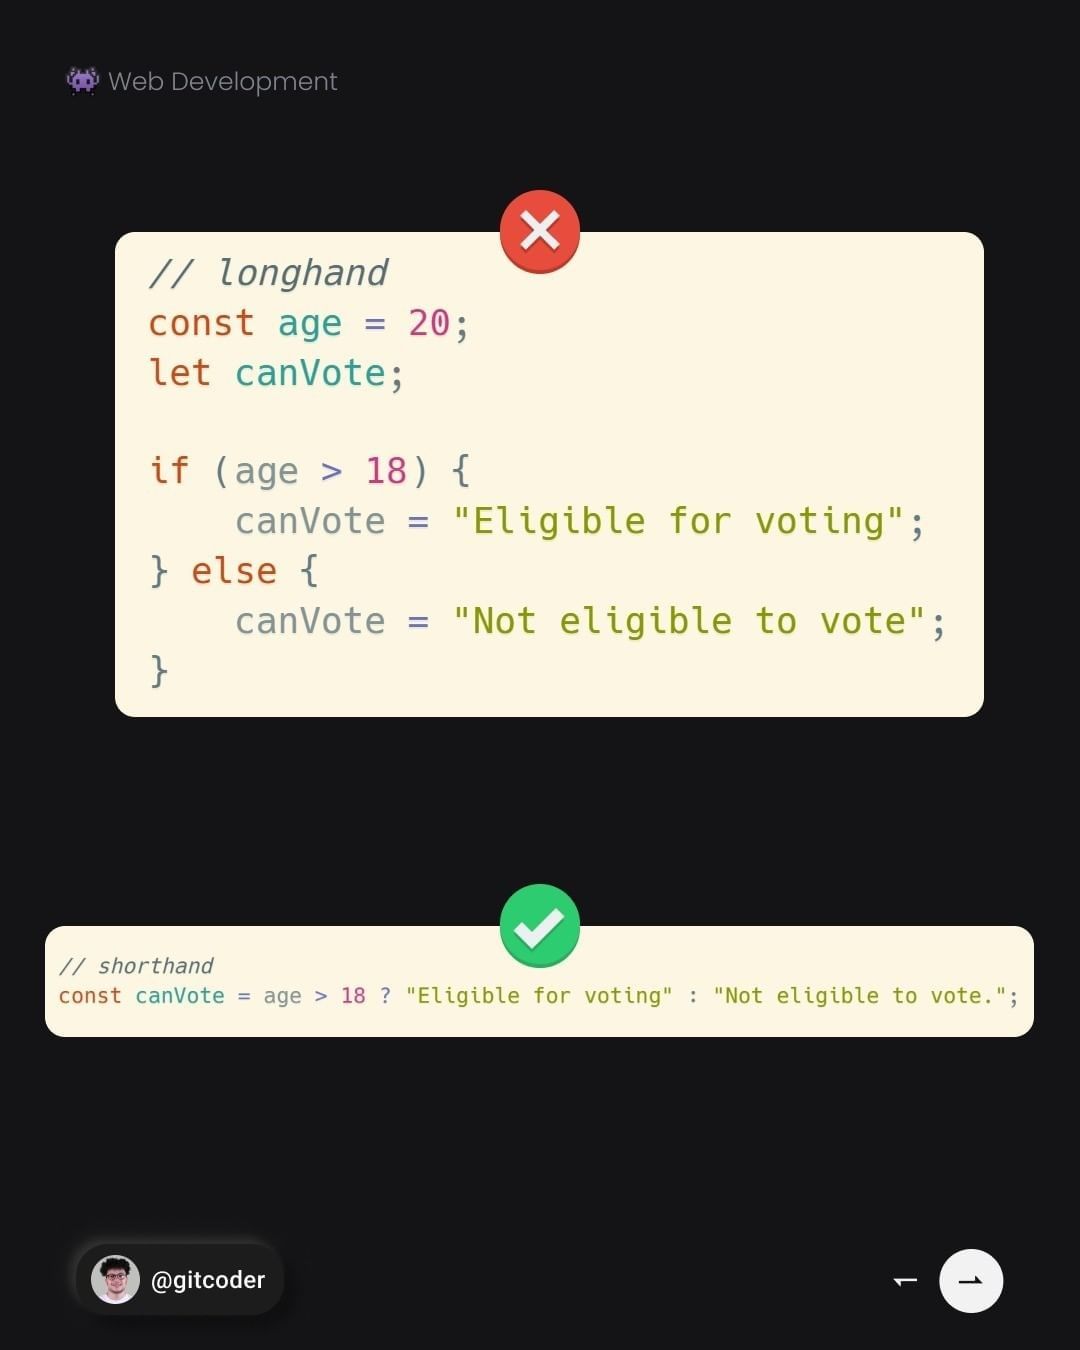 Web Development
// longhand
const age = 20;
let canVote;
if (age > 18) {
    canVote = "Eligible for voting";
} else {
    canVote = "Not eligible to vote";
}
// shorthand
const canVote = age > 18 ? "Eligible for voting" : "Not eligible to vote.";
@gitcoder